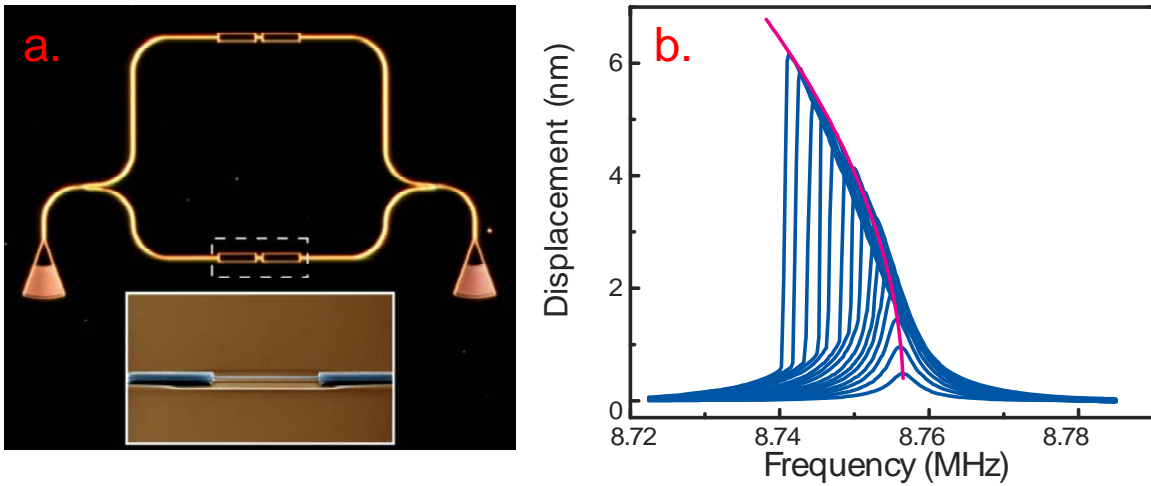 a.
b.
Displacement (nm)
6
4
2
0
8.72
8.74
8.76
8.78
Frequency (MHz)